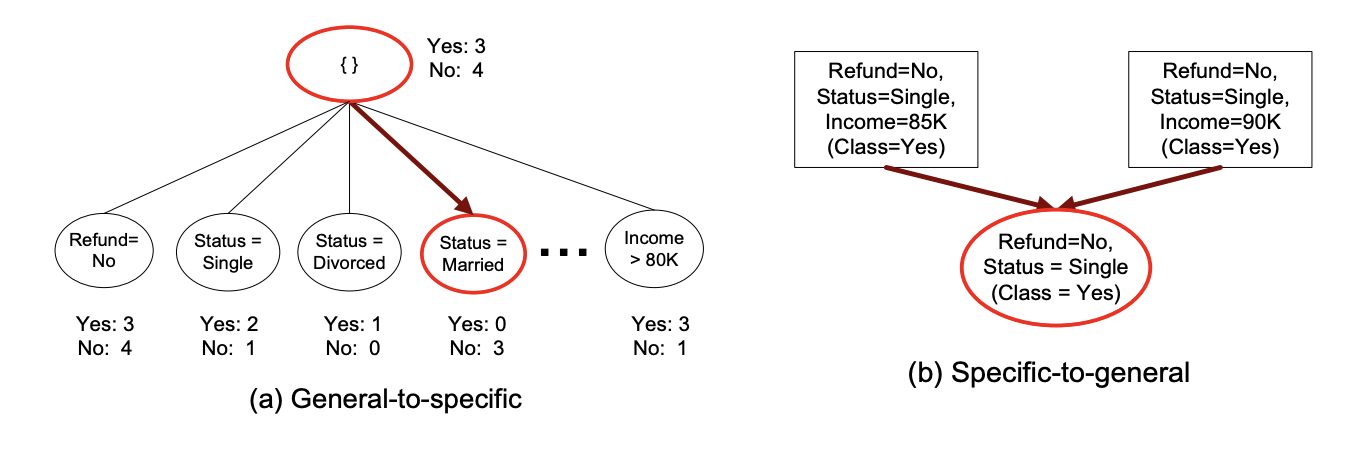 { }
Yes: 3
No: 4
Refund=
No
Status =
Single
Status =
Divorced
Status =
Married
...
Income
> 80K
Yes: 3
No: 4
Yes: 2
No: 1
Yes: 1
No: 0
Yes: 0
No: 3
Yes: 3
No: 1
(a) General-to-specific
Refund=No,
Status=Single,
Income=85K
(Class=Yes)
Refund=No,
Status=Single,
Income=90K
(Class=Yes)
Refund=No,
Status = Single
(Class = Yes)
(b) Specific-to-general